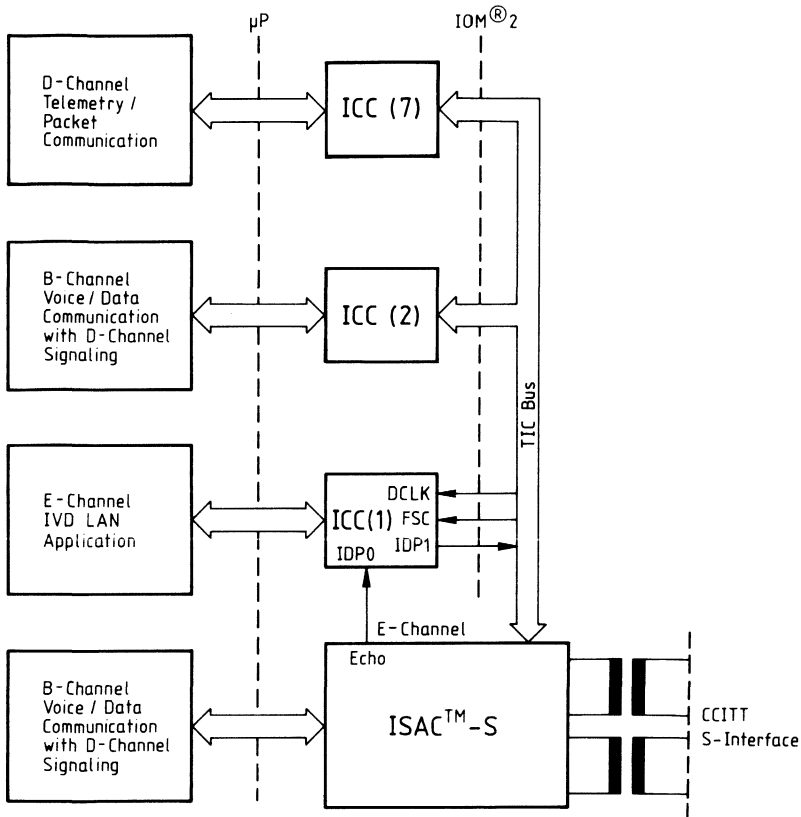 µP
IOM®2
D-Channel
Telemetry /
Packet
Communication
ICC (7)
B-Channel
Voice / Data
Communication
with D-Channel
Signaling
ICC (2)
TIC Bus
E-Channel
IVD LAN
Application
ICC(1)
DCLK
FSC
IDP1
IDP0
E-Channel
Echo
B-Channel
Voice / Data
Communication
with D-Channel
Signaling
ISAC™-S
CCITT
S-Interface